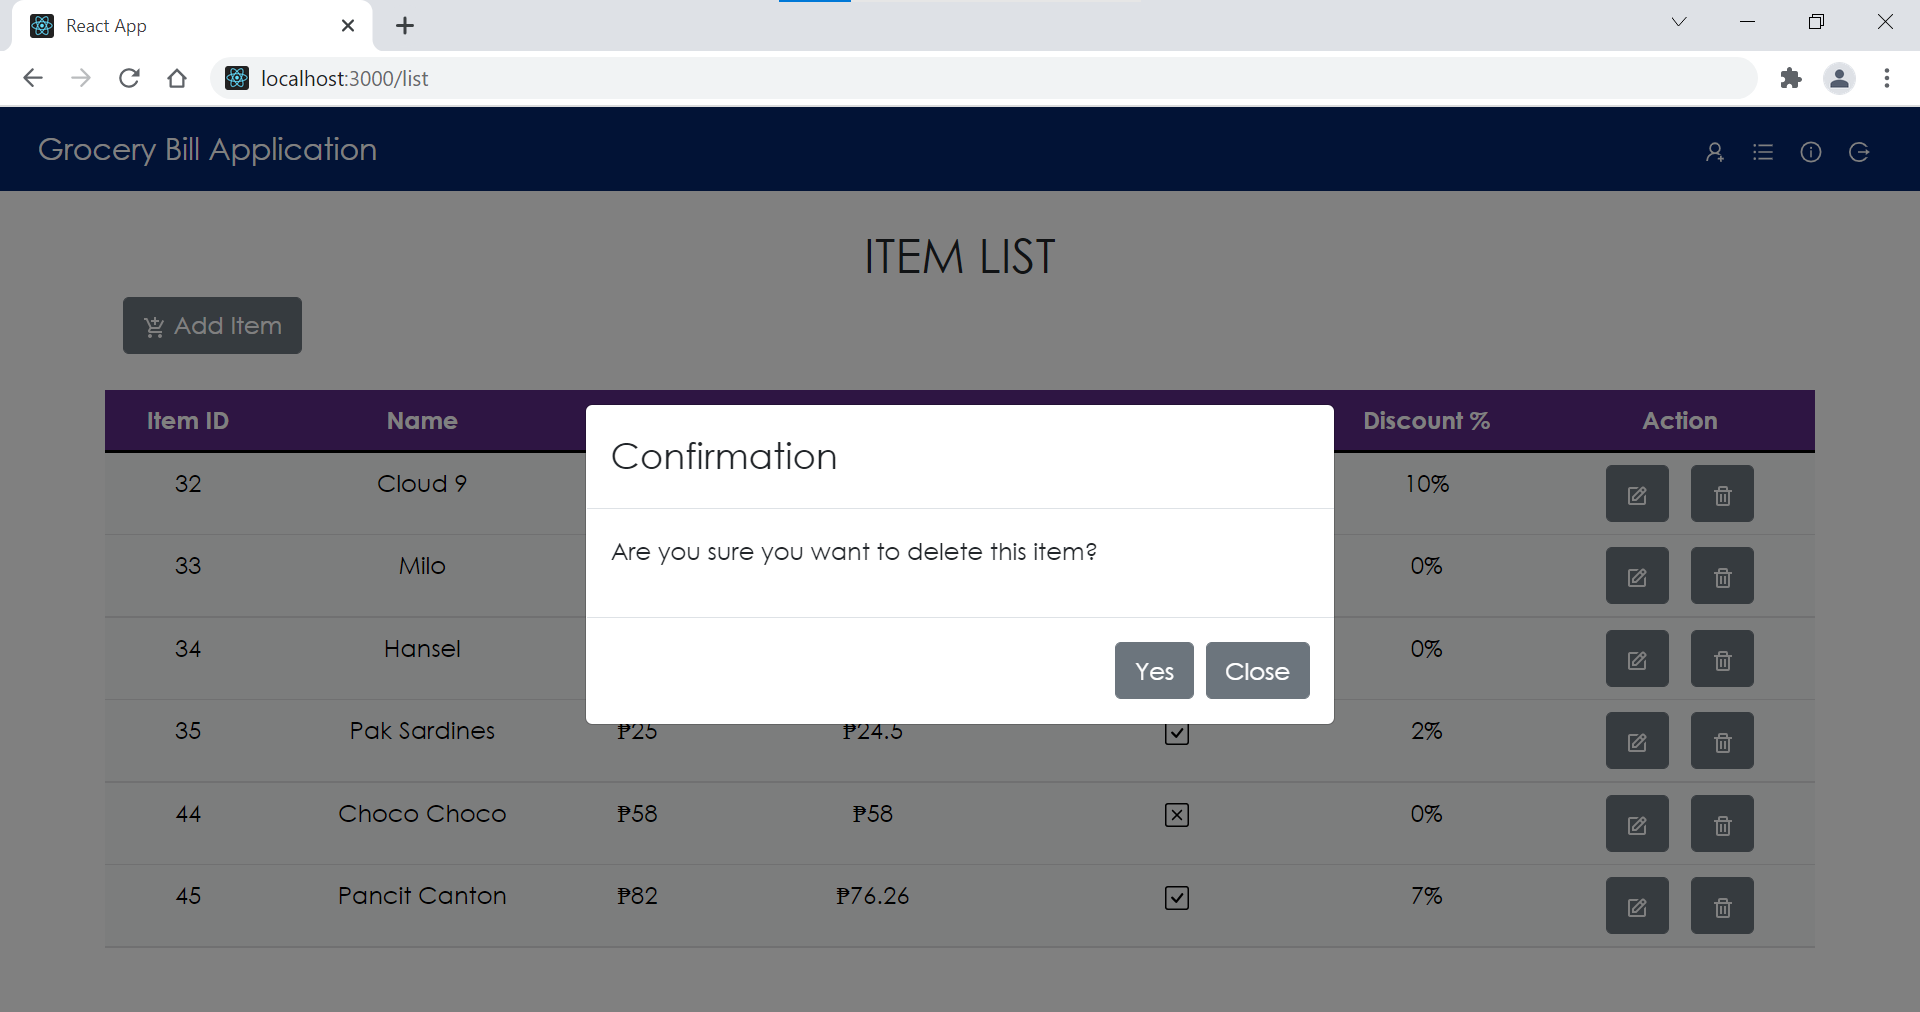 React App
localhost:3000/list
Grocery Bill Application
ITEM LIST
Add Item
Item ID Name Discount % Action
Confirmation
Are you sure you want to delete this item?
Yes Close
32 Cloud 9 10%
33 Milo 0%
34 Hansel 0%
35 Pak Sardines ₱25 ₱24.5 2%
44 Choco Choco ₱58 ₱58 0%
45 Pancit Canton ₱82 ₱76.26 7%